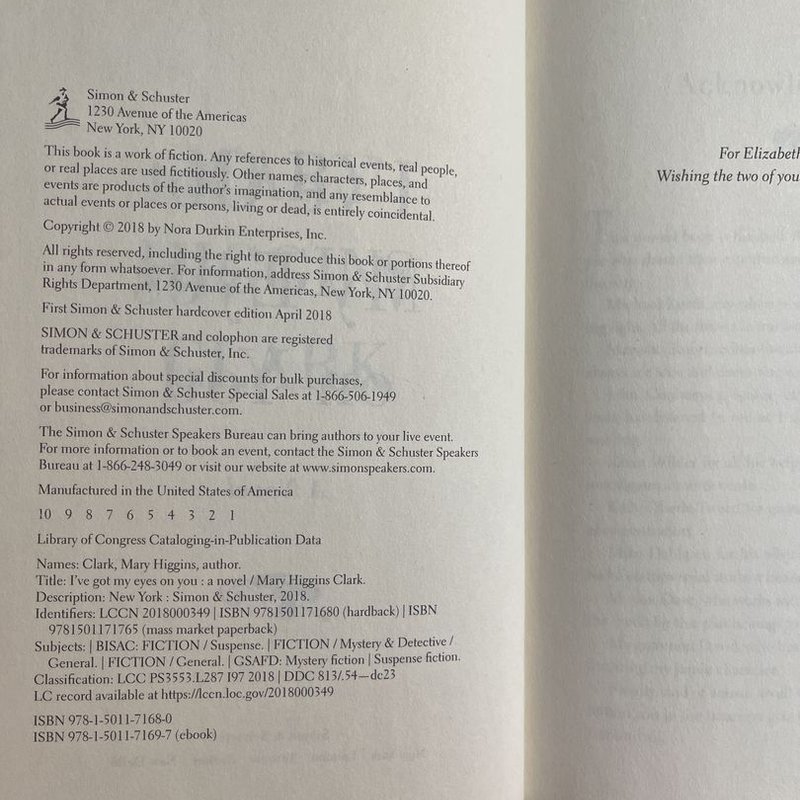 Simon & Schuster
1230 Avenue of the Americas
New York, NY 10020
This book is a work of fiction. Any references to historical events, real people,
or real places are used fictitiously. Other names, characters, places, and
events are products of the author's imagination, and any resemblance to
actual events or places or persons, living or dead, is entirely coincidental.
Copyright © 2018 by Nora Durkin Enterprises, Inc.
All rights reserved, including the right to reproduce this book or portions thereof
in any form whatsoever. For information, address Simon & Schuster Subsidiary
Rights Department, 1230 Avenue of the Americas, New York, NY 10020.
First Simon & Schuster hardcover edition April 2018
SIMON & SCHUSTER and colophon are registered
trademarks of Simon & Schuster, Inc.
For information about special discounts for bulk purchases,
please contact Simon & Schuster Special Sales at 1-866-506-1949
or business@simonandschuster.com.
The Simon & Schuster Speakers Bureau can bring authors to your live event.
For more information or to book an event, contact the Simon & Schuster Speakers
Bureau at 1-866-248-3049 or visit our website at www.simonspeakers.com.
Manufactured in the United States of America
10 9 8 7 6 5 4 3 2 1
Library of Congress Cataloging-in-Publication Data
Names: Clark, Mary Higgins, author.
Title: I've got my eyes on you : a novel / Mary Higgins Clark.
Description: New York : Simon & Schuster, 2018.
Identifiers: LCCN 2018000349 | ISBN 9781501171680 (hardback) | ISBN
9781501171765 (mass market paperback)
Subjects: | BISAC: FICTION / Suspense. | FICTION / Mystery & Detective /
General. | FICTION / General. | GSAFD: Mystery fiction | Suspense fiction.
Classification: LCC PS3553.L287 I97 2018 | DDC 813/.54—dc23
LC record available at https://lccn.loc.gov/2018000349
ISBN 978-1-5011-7168-0
ISBN 978-1-5011-7169-7 (ebook)
For Elizabeth
Wishing the two of you